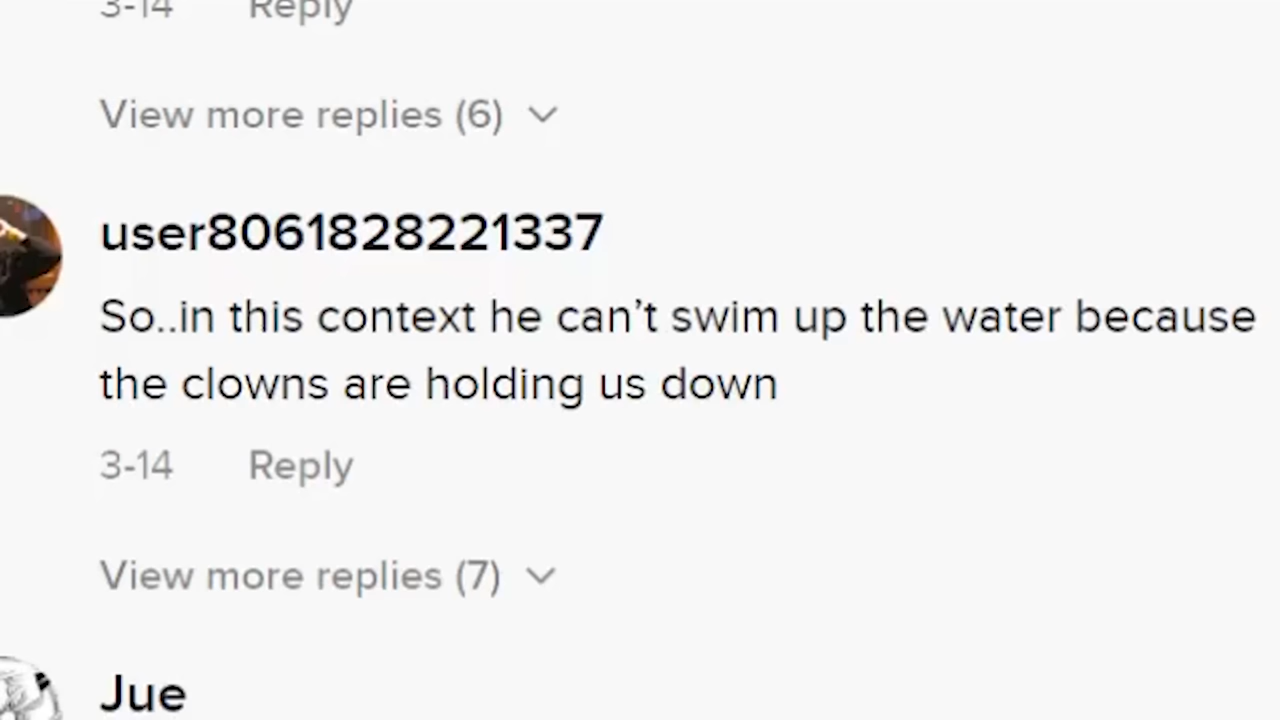 3-14 Reply
View more replies (6)
user8061828221337
So..in this context he can’t swim up the water because
the clowns are holding us down
3-14 Reply
View more replies (7)
Jue